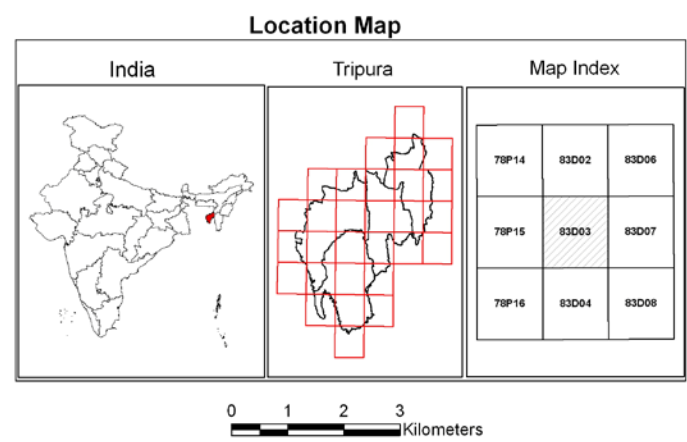 Location Map
India
Tripura
Map Index
78P14 83D02 83D06
78P15 83D03 83D07
78P16 83D04 83D08
0 1 2 3
Kilometers